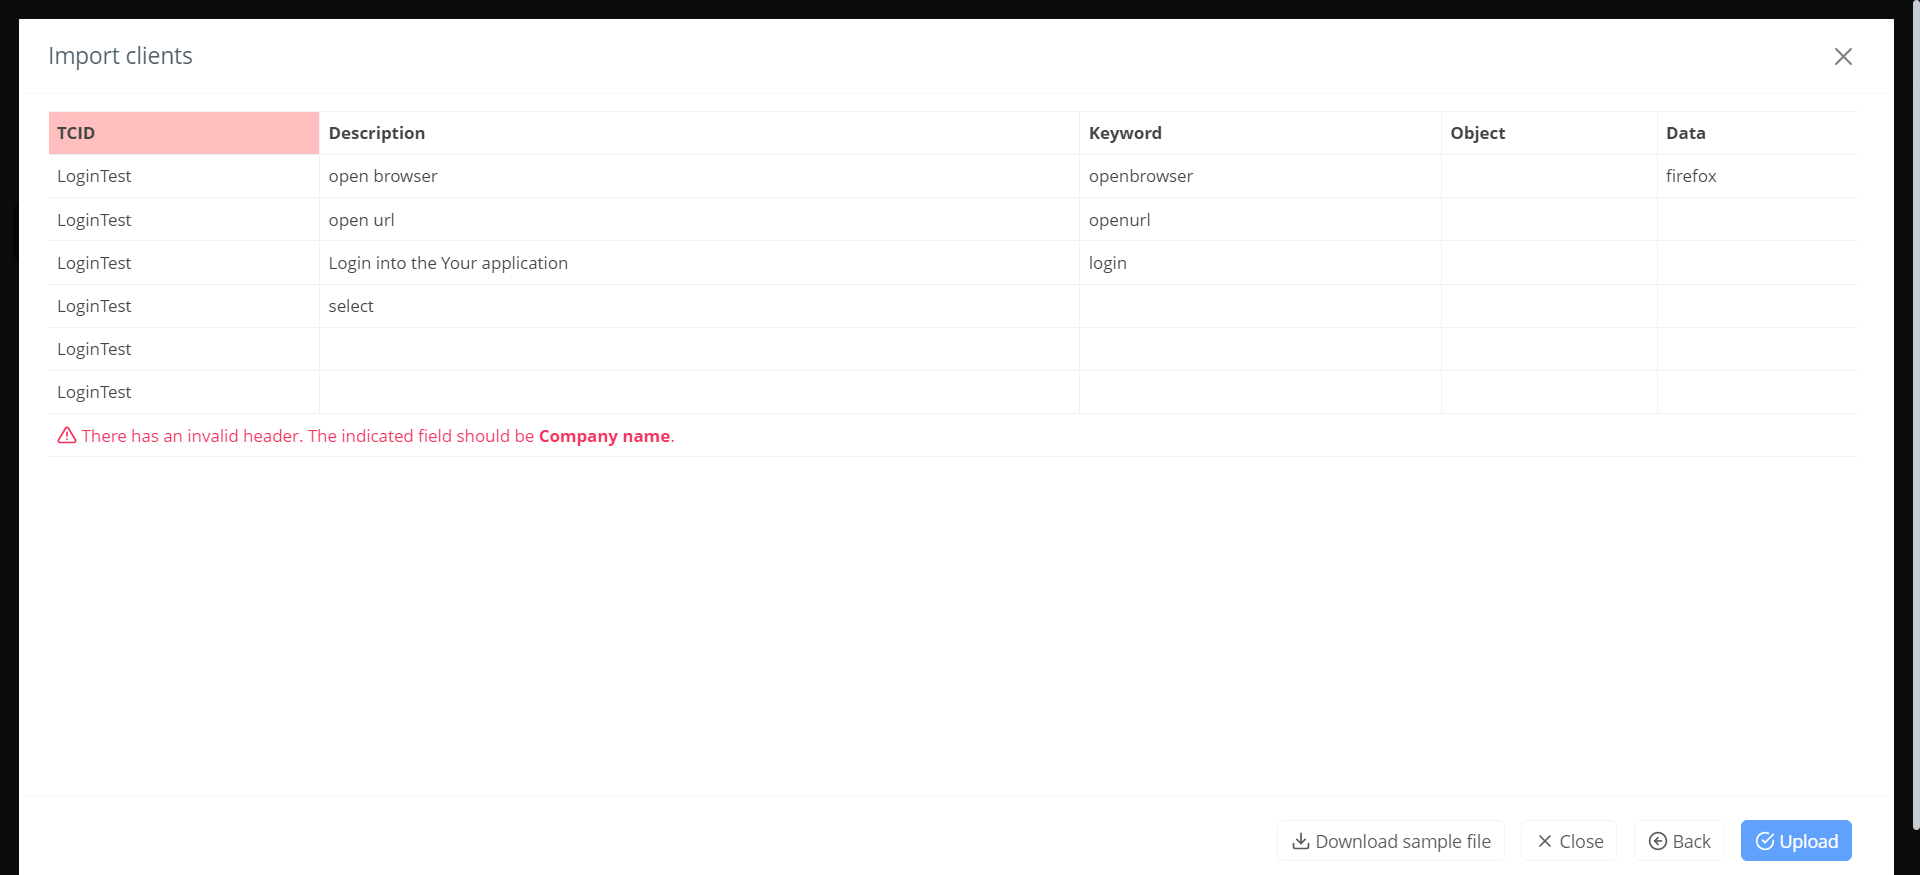 Import clients
TCID Description Keyword Object Data
LoginTest open browser openbrowser firefox
LoginTest open url openurl
LoginTest Login into the Your application login
LoginTest select
LoginTest
LoginTest
There has an invalid header. The indicated field should be Company name.
Download sample file Close Back Upload